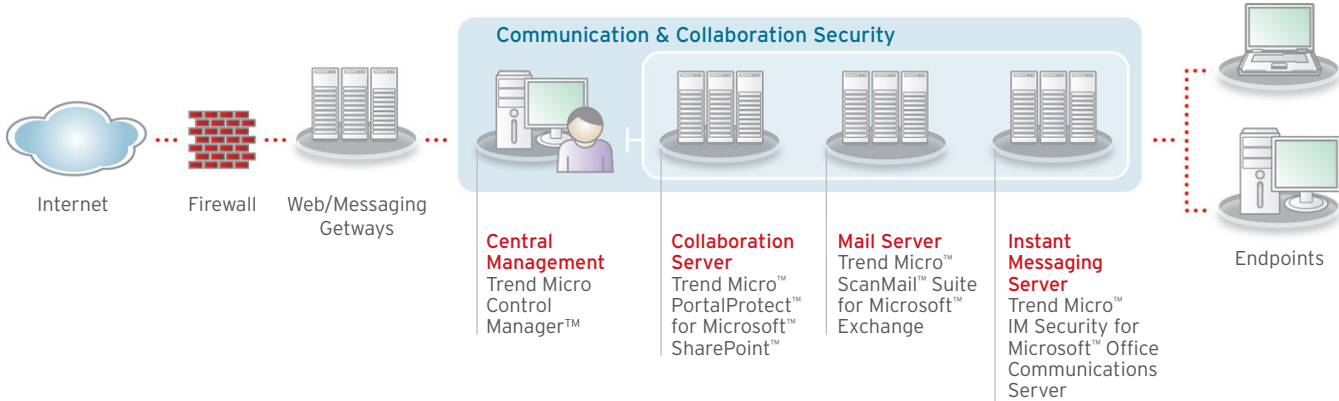 Communication & Collaboration Security
Internet
Firewall
Web/Messaging
Getways
Central
Management
Trend Micro
Control
Manager™
Collaboration
Server
Trend Micro™
PortalProtect™
for Microsoft™
SharePoint™
Mail Server
Trend Micro™
ScanMail™ Suite
for Microsoft™
Exchange
Instant
Messaging
Server
Trend Micro™
IM Security for
Microsoft™ Office
Communications
Server
Endpoints